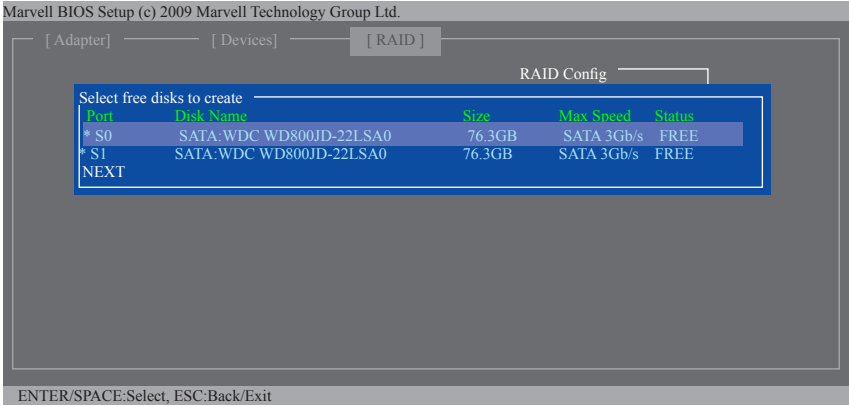 Marvell BIOS Setup (c) 2009 Marvell Technology Group Ltd.
[ Adapter] [ Devices] [ RAID ]
RAID Config
Select free disks to create
Port Disk Name Size Max Speed Status
* S0 SATA:WDC WD800JD-22LSA0 76.3GB SATA 3Gb/s FREE
* S1 SATA:WDC WD800JD-22LSA0 76.3GB SATA 3Gb/s FREE
NEXT
ENTER/SPACE:Select, ESC:Back/Exit